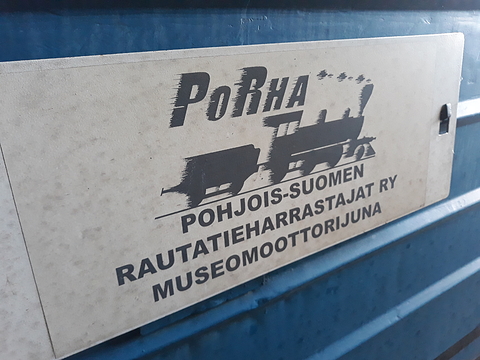 PORHA
POHJOIS-SUOMEN
RAUTATIEHARRASTAJAT RY
MUSEOMOOTTORIJUNA